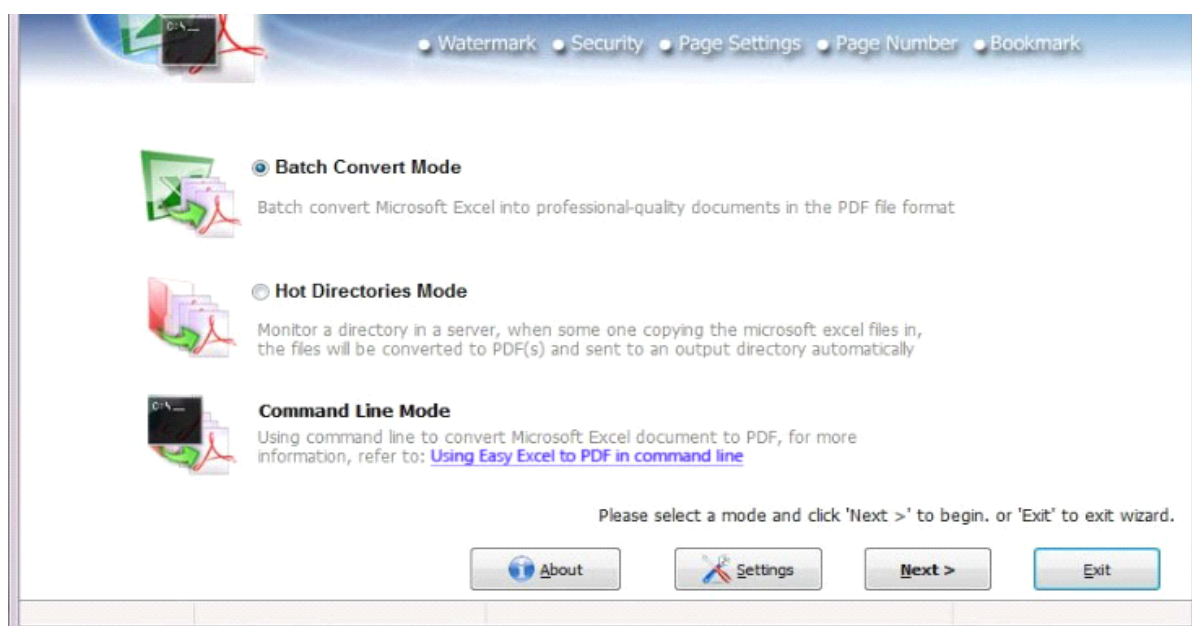 C:\_
Watermark Security Page Settings Page Number Bookmark
Batch Convert Mode
Batch convert Microsoft Excel into professional-quality documents in the PDF file format
Hot Directories Mode
Monitor a directory in a server, when some one copying the microsoft excel files in,
the files will be converted to PDF(s) and sent to an output directory automatically
C:\_
Command Line Mode
Using command line to convert Microsoft Excel document to PDF, for more
information, refer to: Using Easy Excel to PDF in command line
Please select a mode and click 'Next >' to begin. or 'Exit' to exit wizard.
About Settings Next > Exit